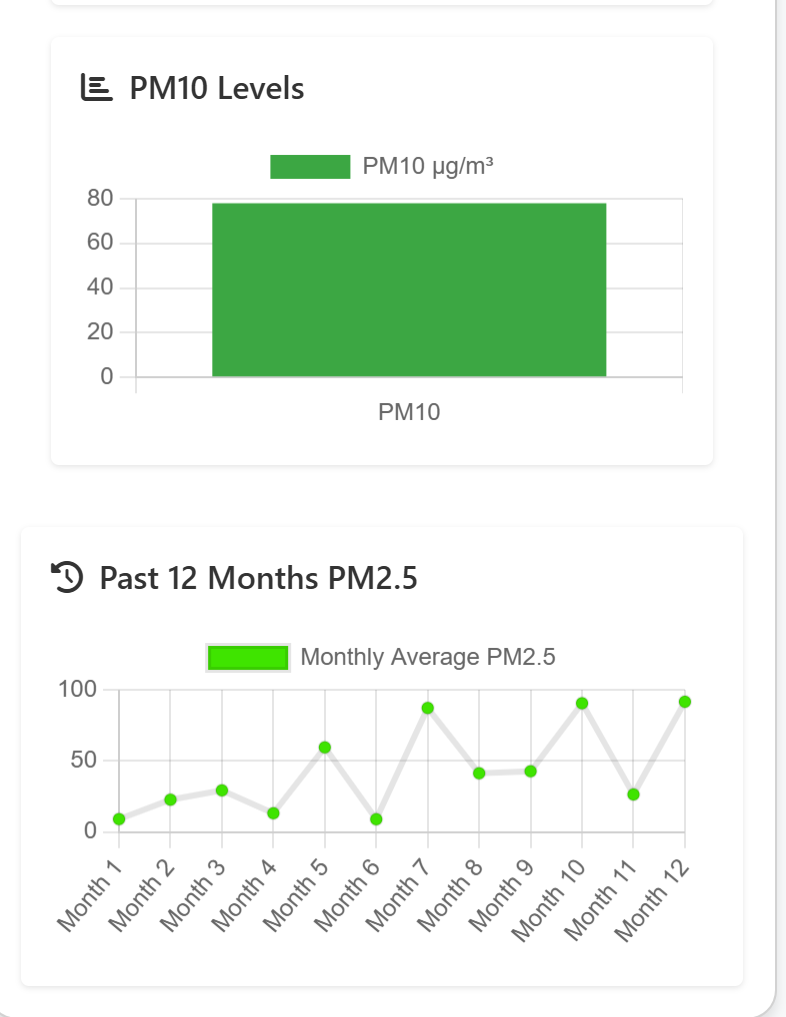 PM10 Levels
PM10 µg/m³
80
60
40
20
0
PM10
Past 12 Months PM2.5
Monthly Average PM2.5
100
50
0
Month 1
Month 2
Month 3
Month 4
Month 5
Month 6
Month 7
Month 8
Month 9
Month 10
Month 11
Month 12